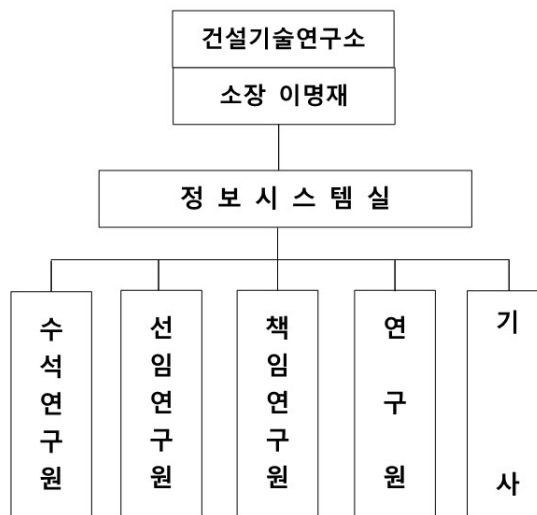 건설기술연구소
소장 이명재
정 보 시 스 템 실
수석연구원
선임연구원
책임연구원
연구원
기사